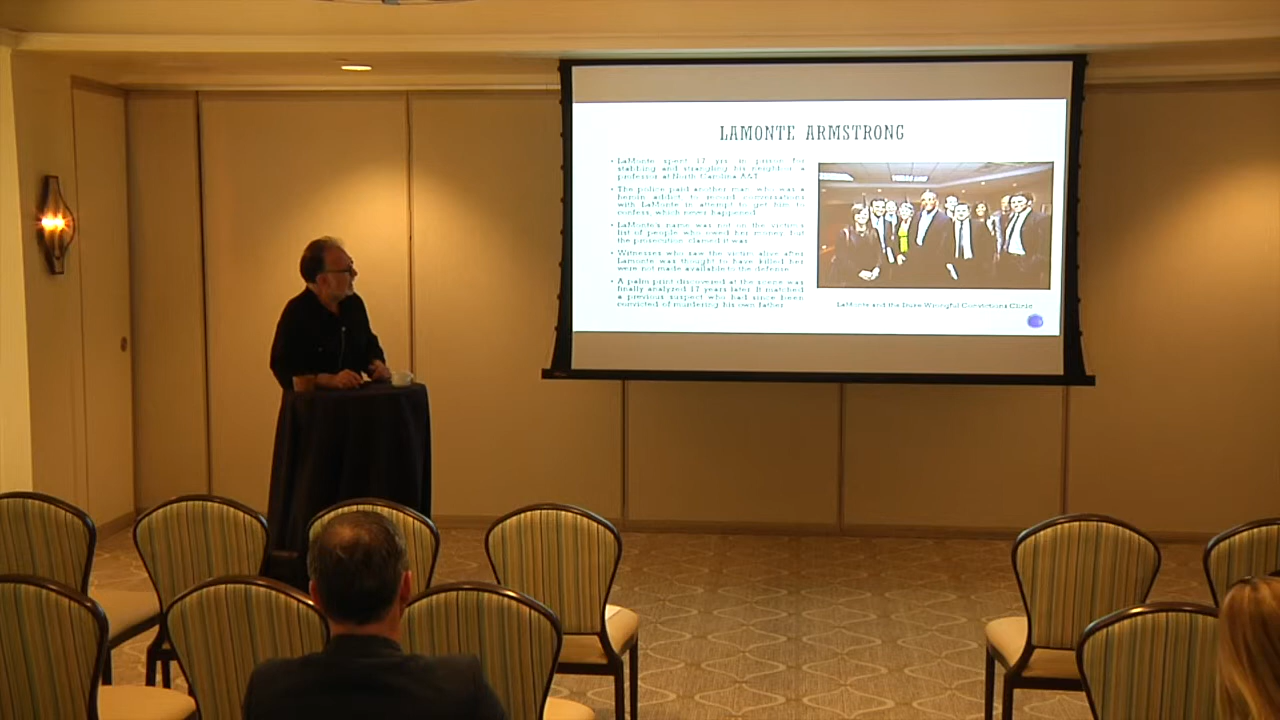 LAMONTE ARMSTRONG
• LaMonte spent 17 yrs. in prison for
stabbing and strangling his neighbor, a
professor at North Carolina A&T
• The police paid another man, who was a
heroin addict, to record conversations
with LaMonte in attempt to get him to
confess, which never happened
• LaMonte's name was not on the victim's
list of people who owed her money, but
the prosecution claimed it was
• Witnesses who saw the victim alive after
Lamonte was thought to have killed her
were not made available to the defense
• A palm print discovered at the scene was
finally analyzed 17 years later. It matched
a previous suspect who had since been
convicted of murdering his own father
LaMonte and the Duke Wrongful Convictions Clinic